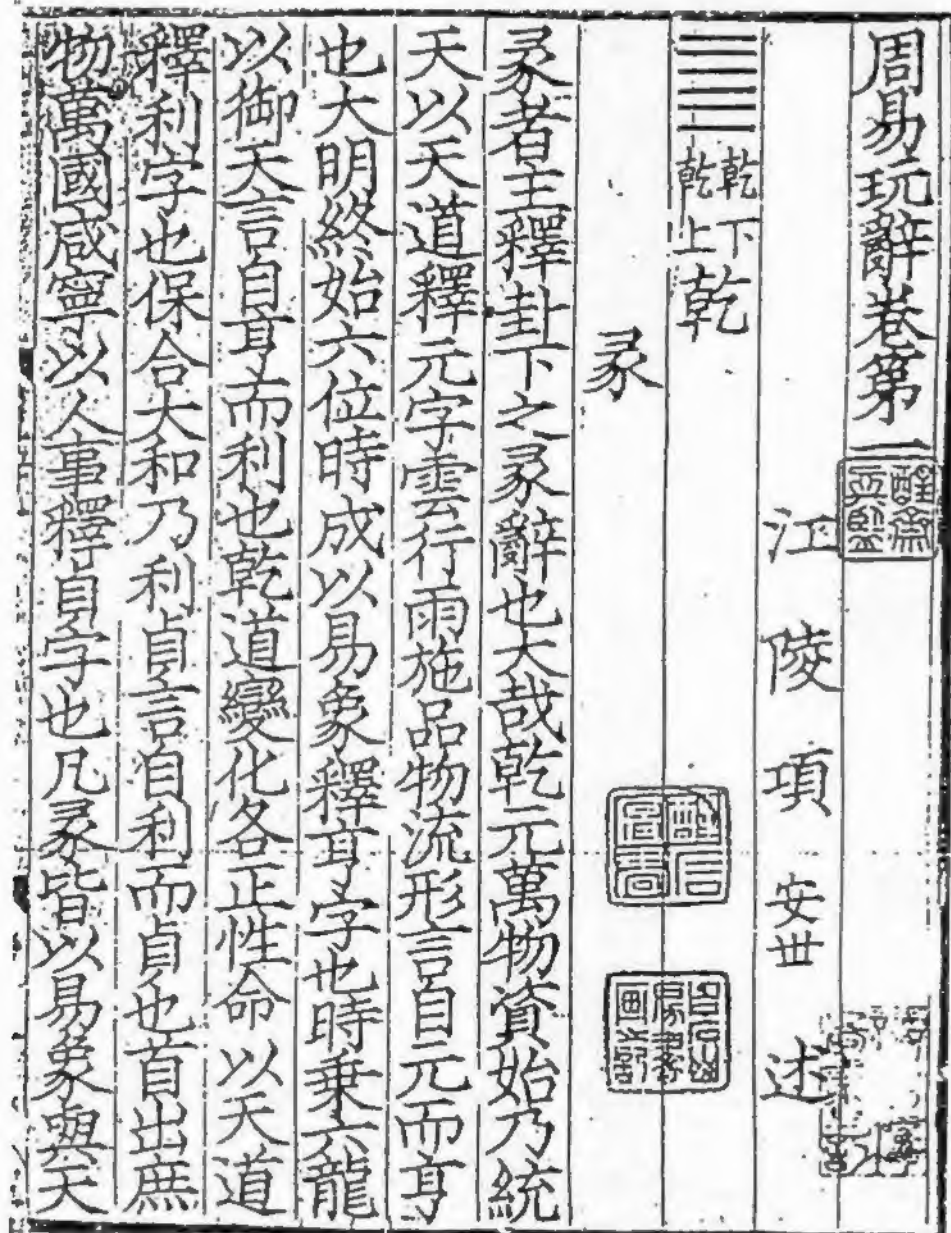 周易玩辭卷第一
江陵項安世述
䷀乾下乾上乾
彖
彖者主釋卦下之彖辭也大哉乾元萬物資始乃統
天以天道釋元字雲行雨施品物流形言自元而亨
也大明終始六位時成以易象釋亨字也時乗六龍
以御天言自亨而利也乾道變化各正性命以天道
釋利字也保合大和乃利貞言自利而貞也首出庶
物萬國咸寧以人事釋貞字也凡彖皆以易象與天